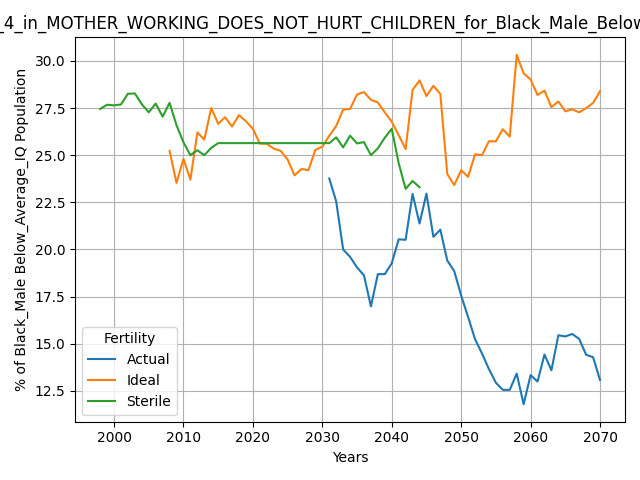 _4_in_MOTHER_WORKING_DOES_NOT_HURT_CHILDREN_for_Black_Male_Below
% of Black_Male Below_Average_IQ Population
30.0
27.5
25.0
22.5
20.0
17.5
15.0
12.5
Fertility
Actual
Ideal
Sterile
2000 2010 2020 2030 2040 2050 2060 2070
Years